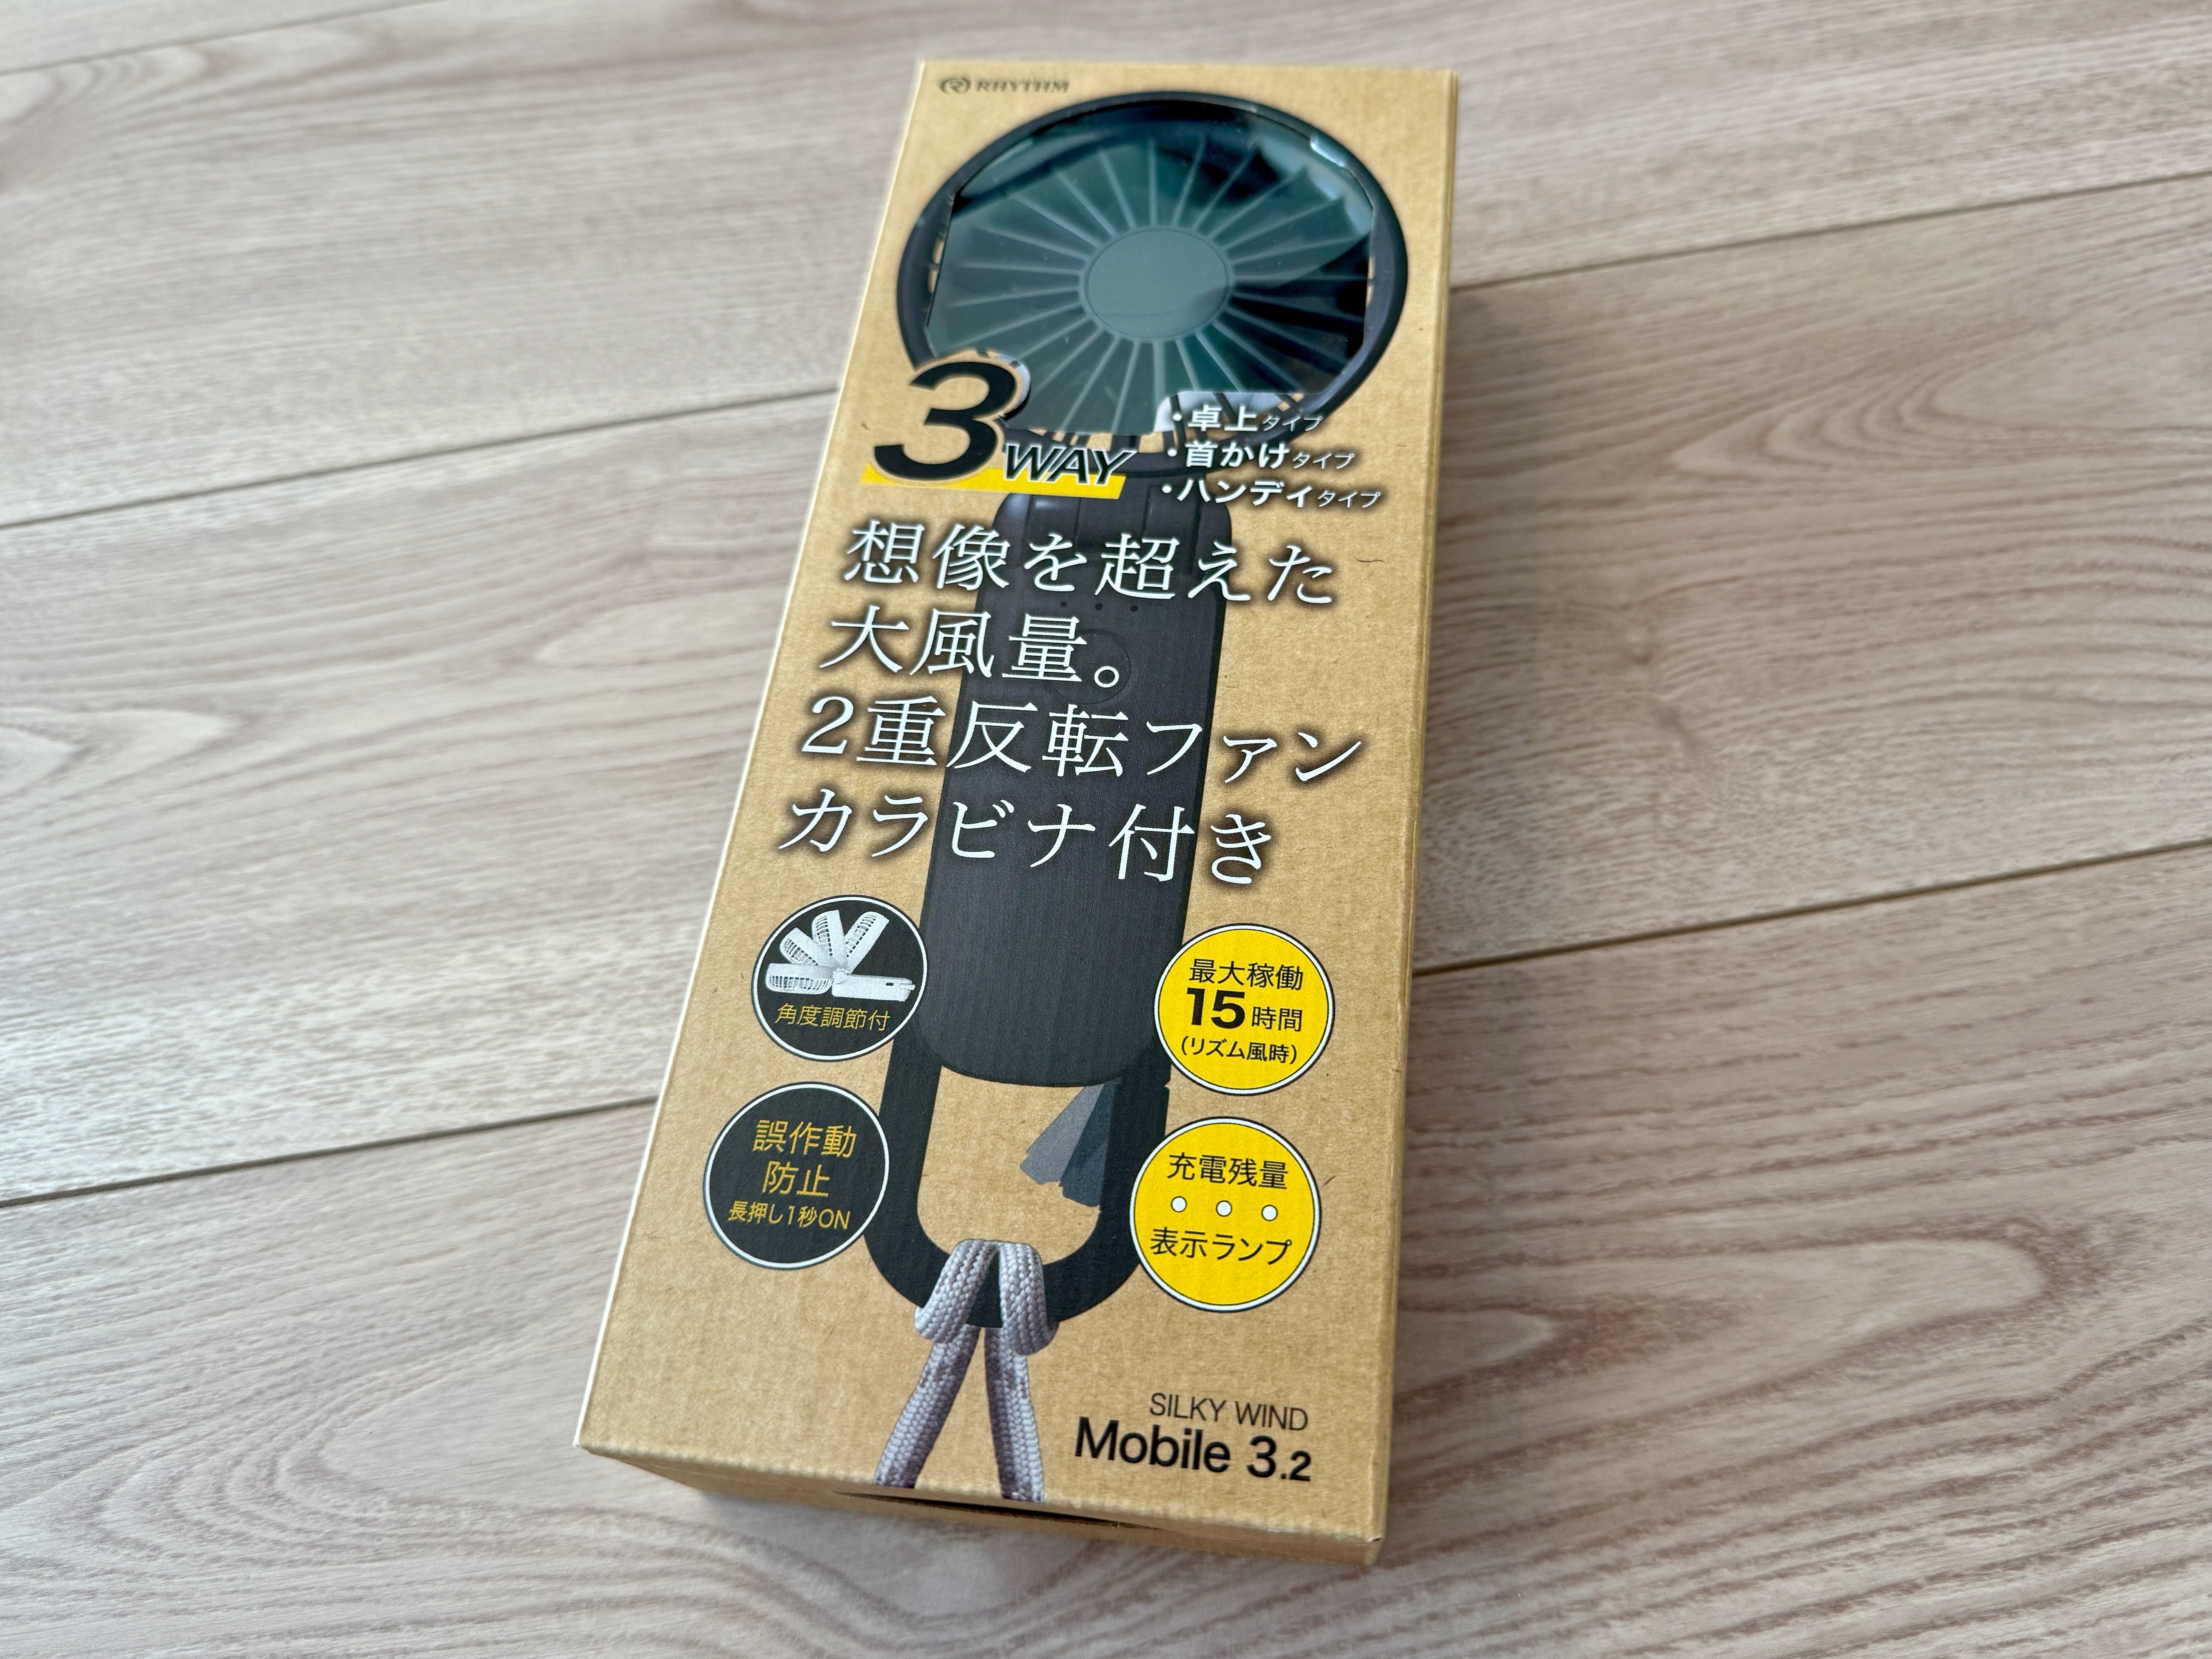 RHYTHM
3WAY
・卓上タイプ
・首かけタイプ
・ハンディタイプ
想像を超えた
大風量。
2重反転ファン
カラビナ付き
角度調節付
最大稼働
15時間
(リズム風時)
誤作動
防止
長押し1秒ON
充電残量
表示ランプ
SILKY WIND
Mobile 3.2